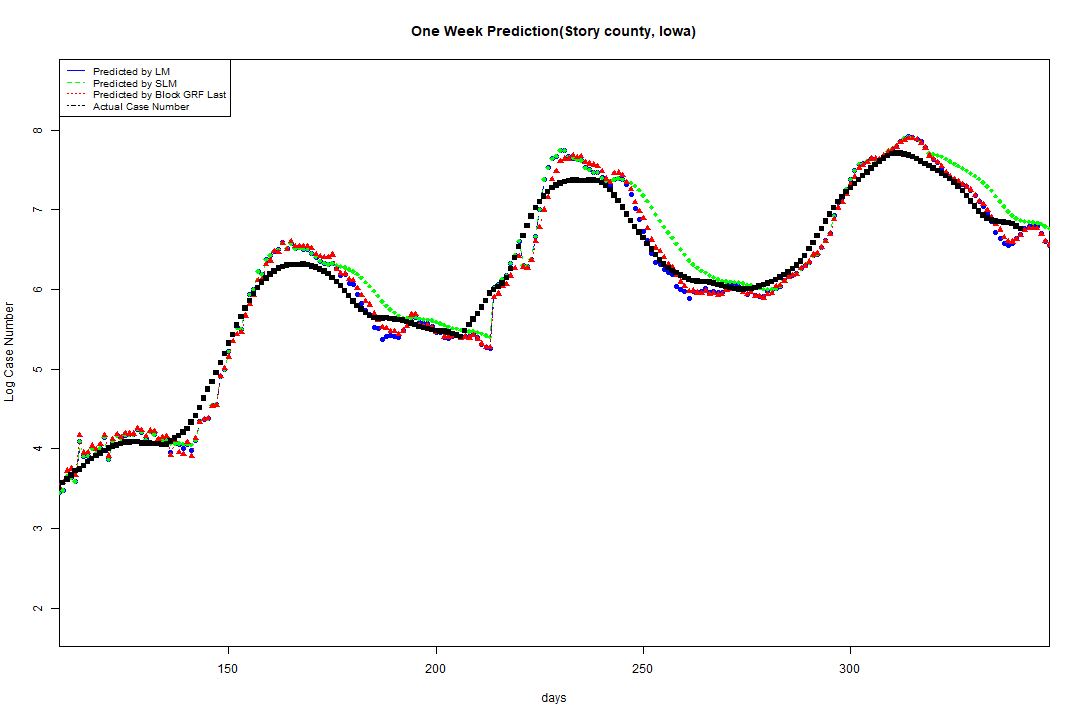 One Week Prediction(Story county, Iowa)
Predicted by LM
Predicted by SLM
Predicted by Block GRF Last
Actual Case Number
Log Case Number
8
7
6
5
4
3
2
150 200 250 300
days